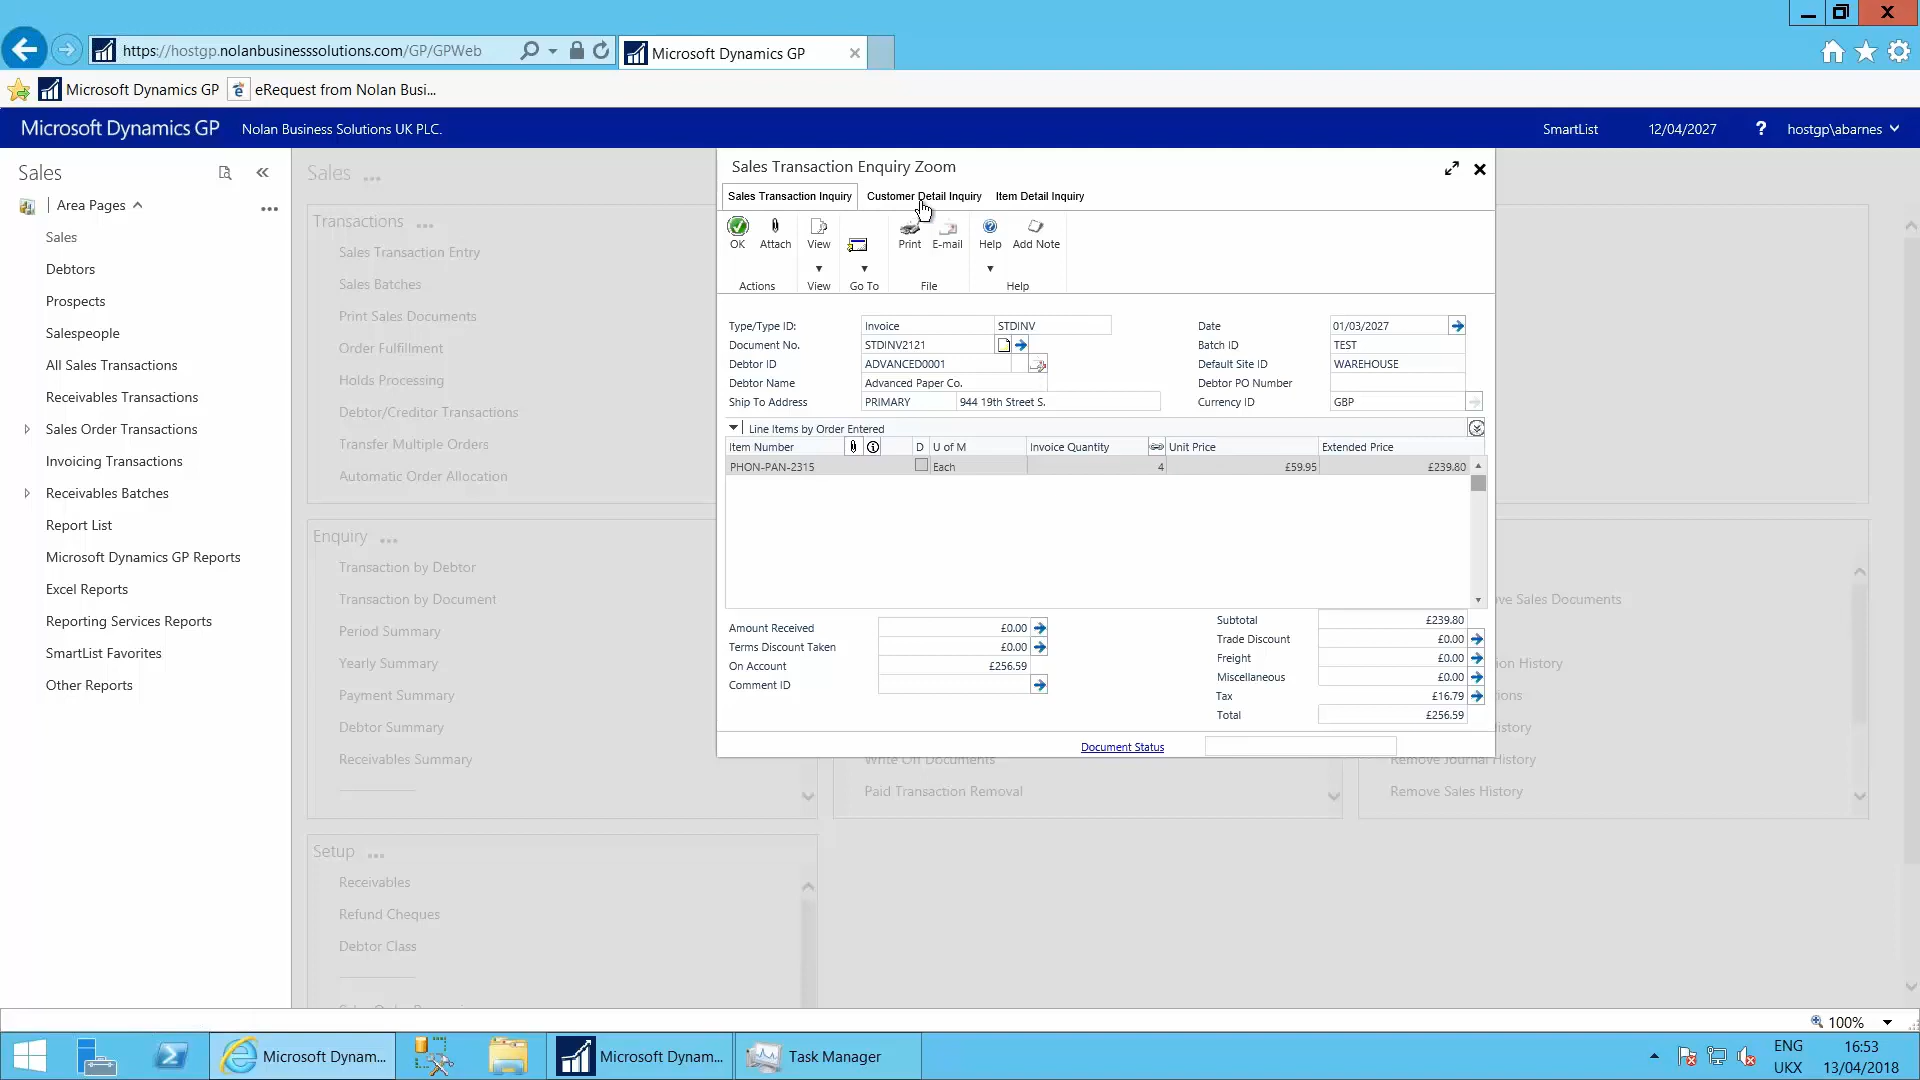 https://hostgp.nolanbusinesssolutions.com/GP/GPWeb
Microsoft Dynamics GP
Microsoft Dynamics GP
eRequest from Nolan Busi...
Microsoft Dynamics GP
Nolan Business Solutions UK PLC.
SmartList
12/04/2027
?
hostgp\abarnes
Sales
Area Pages
...
Sales
Debtors
Prospects
Salespeople
All Sales Transactions
Receivables Transactions
Sales Order Transactions
Invoicing Transactions
Receivables Batches
Report List
Microsoft Dynamics GP Reports
Excel Reports
Reporting Services Reports
SmartList Favorites
Other Reports
Sales ...
Transactions ...
Sales Transaction Entry
Sales Batches
Print Sales Documents
Order Fulfillment
Holds Processing
Debtor/Creditor Transactions
Transfer Multiple Orders
Automatic Order Allocation
Enquiry ...
Transaction by Debtor
Transaction by Document
Period Summary
Yearly Summary
Payment Summary
Debtor Summary
Receivables Summary
Setup ...
Receivables
Refund Cheques
Debtor Class
Sales Transaction Enquiry Zoom
Sales Transaction Inquiry
Customer Detail Inquiry
Item Detail Inquiry
OK
Attach
View
Print
E-mail
Help
Add Note
Actions
View
Go To
File
Help
Type/Type ID: Invoice STDINV
Document No. STDINV2121
Debtor ID ADVANCED0001
Debtor Name Advanced Paper Co.
Ship To Address PRIMARY 944 19th Street S.
Date 01/03/2027
Batch ID TEST
Default Site ID WAREHOUSE
Debtor PO Number
Currency ID GBP
Line Items by Order Entered
Item Number D U of M Invoice Quantity Unit Price Extended Price
PHON-PAN-2315 Each 4 £59.95 £239.80
Amount Received £0.00
Terms Discount Taken £0.00
On Account £256.59
Comment ID
Subtotal £239.80
Trade Discount £0.00
Freight £0.00
Miscellaneous £0.00
Tax £16.79
Total £256.59
Document Status
Write Off Documents
Paid Transaction Removal
ve Sales Documents
ion History
ons
istory
Remove Journal History
Remove Sales History
100%
Microsoft Dynam...
Microsoft Dynam...
Task Manager
ENG
UKX
16:53
13/04/2018